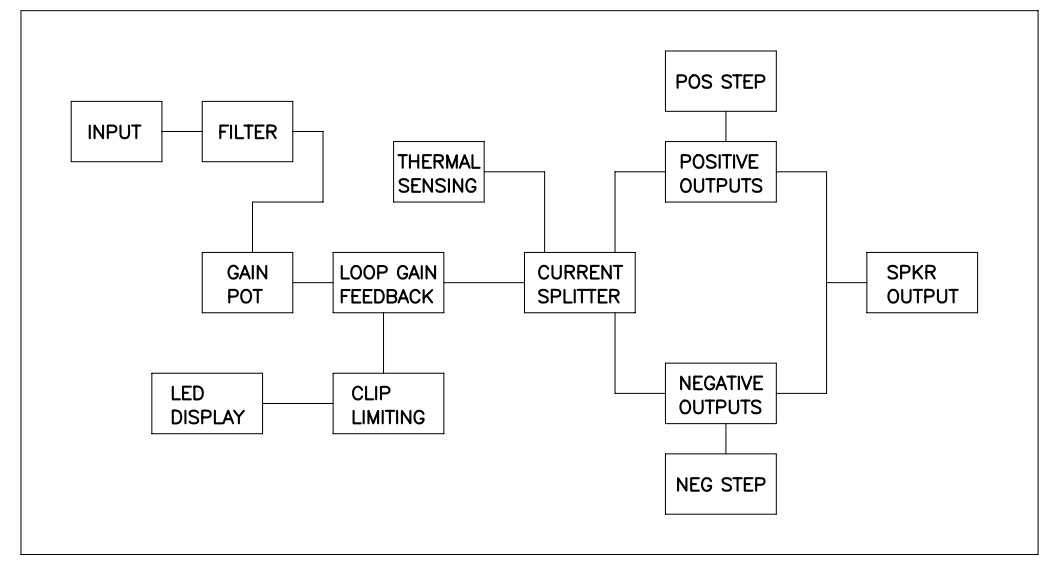 POS STEP
INPUT
FILTER
THERMAL
SENSING
POSITIVE
OUTPUTS
GAIN
POT
LOOP GAIN
FEEDBACK
CURRENT
SPLITTER
SPKR
OUTPUT
LED
DISPLAY
CLIP
LIMITING
NEGATIVE
OUTPUTS
NEG STEP